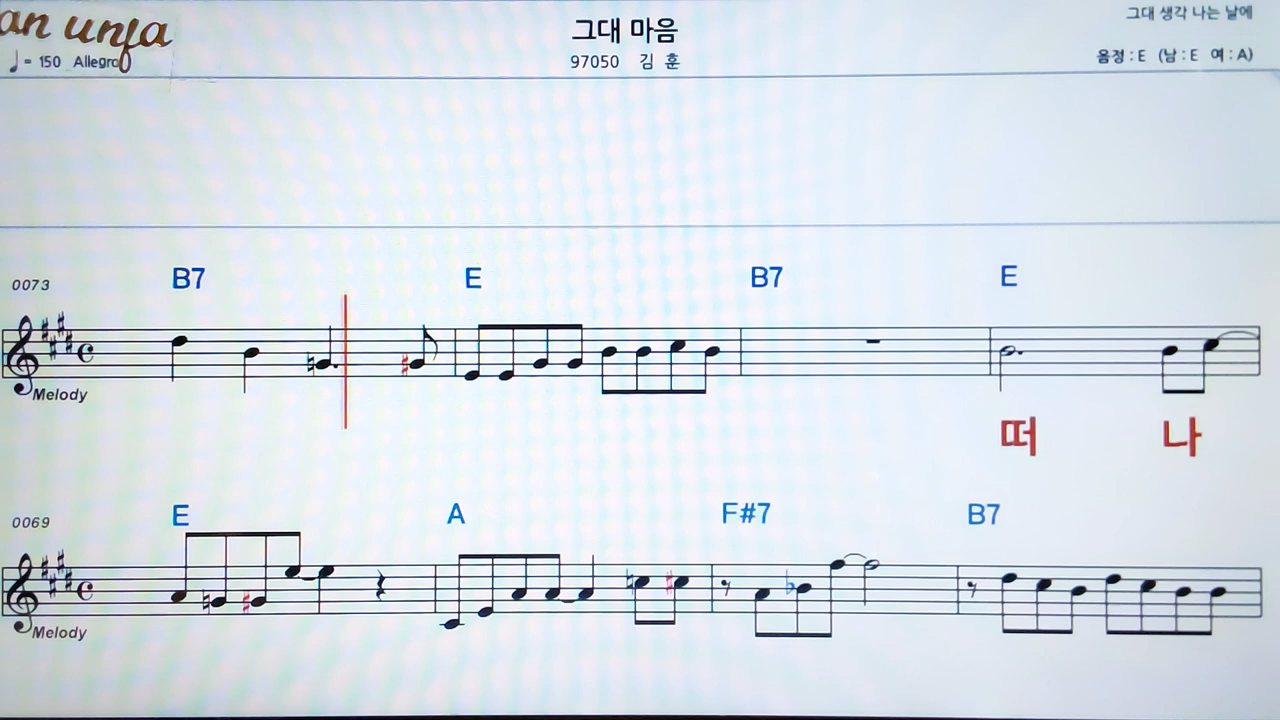 an unfa
그대 마음
그대 생각 나는 날에
♩= 150 Allegro
97050 김 훈
음정 : E (남 : E 여 : A)
B7 E B7 E
0073
Melody
떠 나
E A F#7 B7
0069
Melody